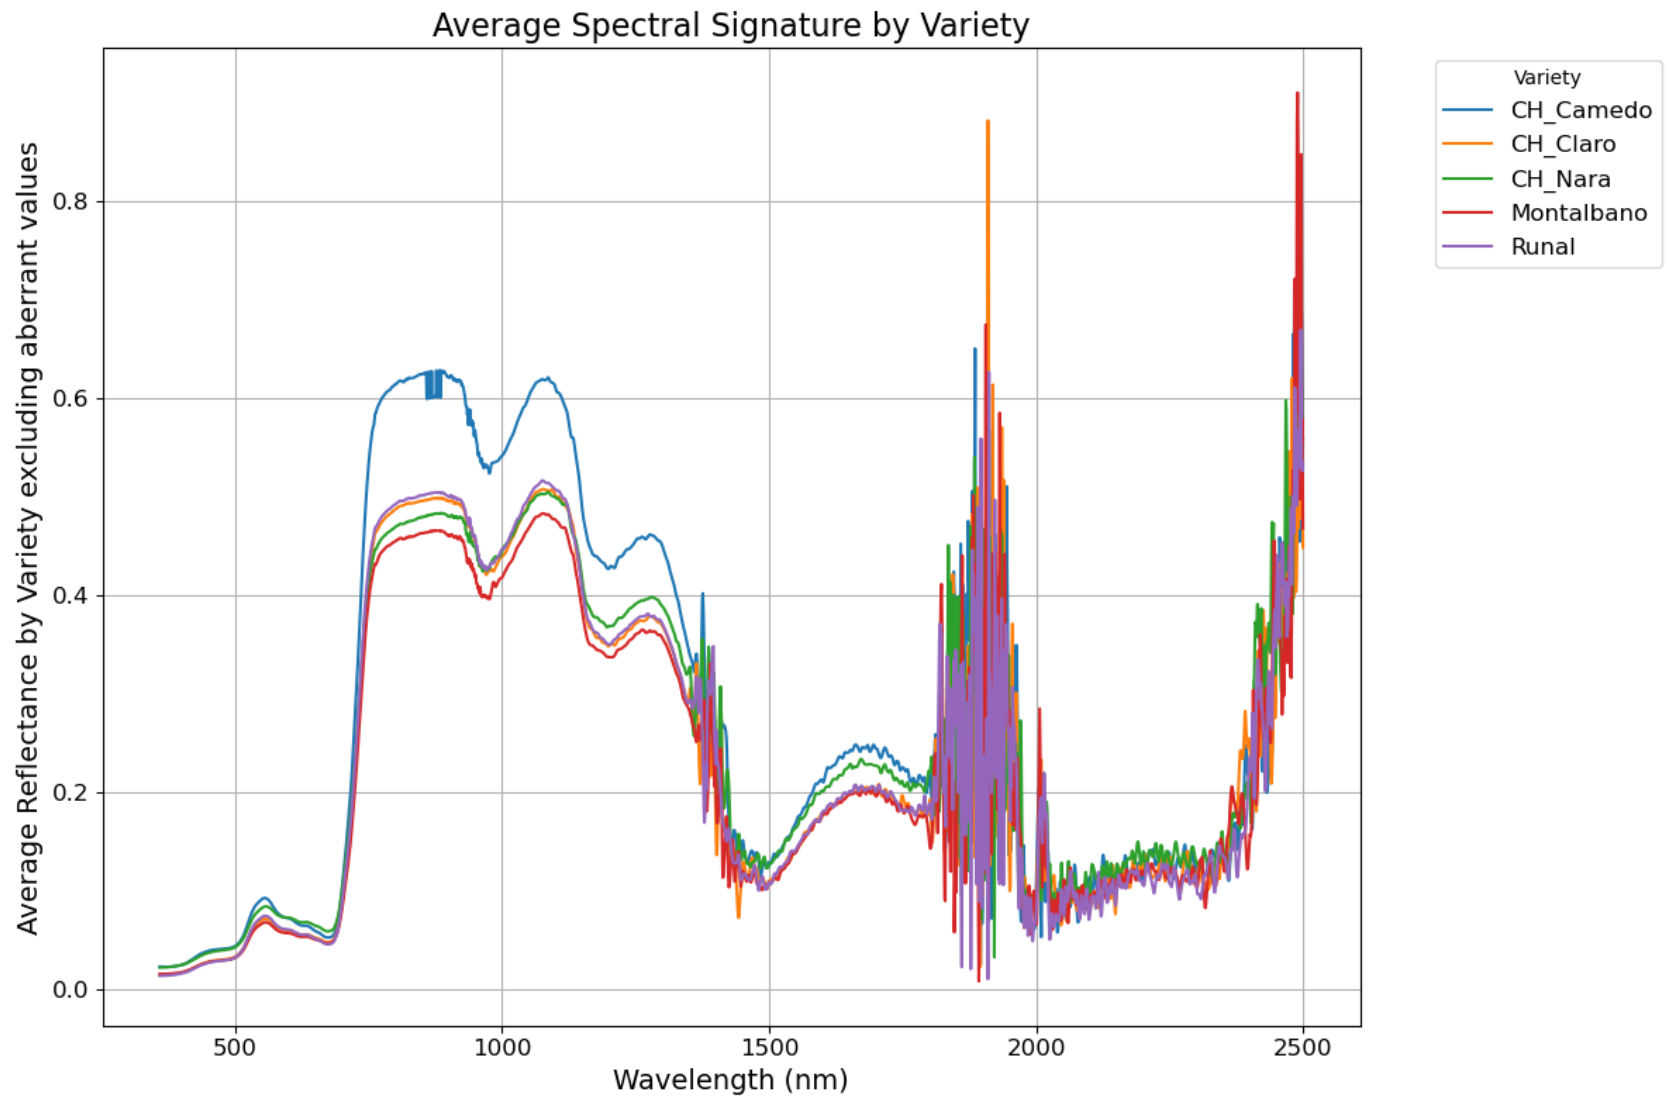 Average Spectral Signature by Variety
Average Reflectance by Variety excluding aberrant values
0.8
0.6
0.4
0.2
0.0
500 1000 1500 2000 2500
Wavelength (nm)
Variety
CH_Camedo
CH_Claro
CH_Nara
Montalbano
Runal